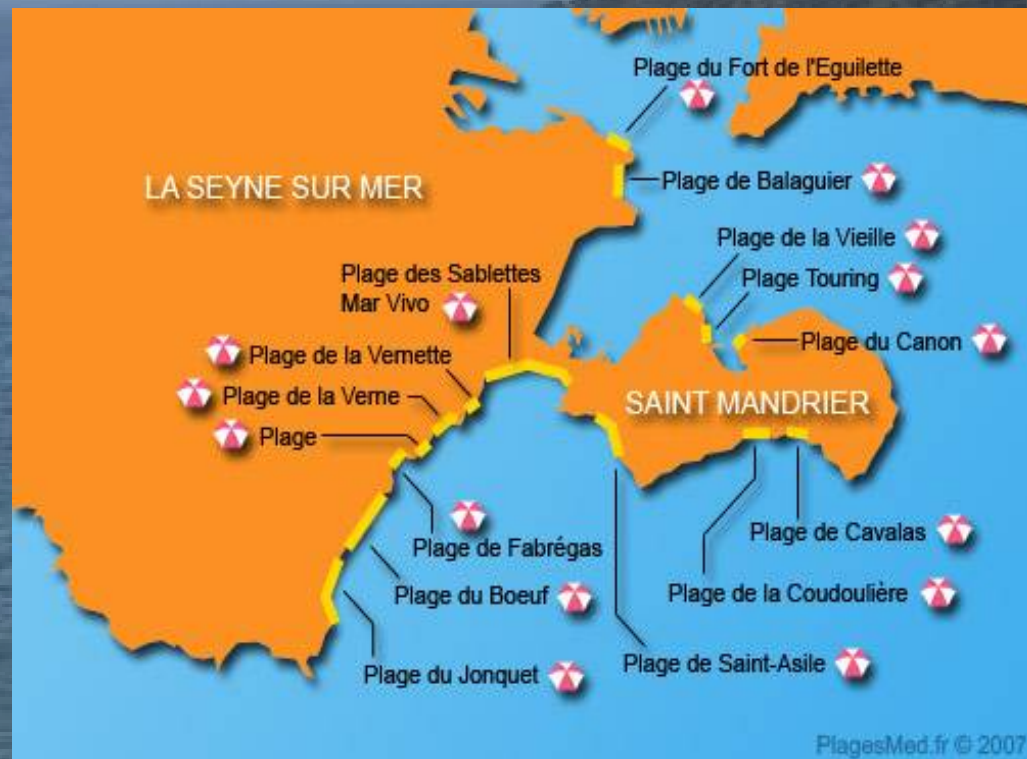 Plage du Fort de l'Eguilette
LA SEYNE SUR MER
Plage de Balaguier
Plage de la Vieille
Plage des Sablettes
Mar Vivo
Plage Touring
Plage de la Vernette
Plage du Canon
Plage de la Verne
SAINT MANDRIER
Plage
Plage de Fabrégas
Plage de Cavalas
Plage du Boeuf
Plage de la Coudoulière
Plage du Jonquet
Plage de Saint-Asile
PlagesMed.fr © 2007